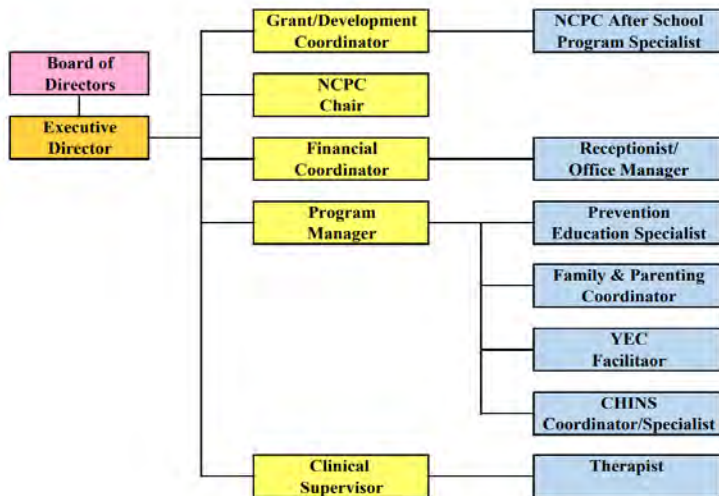 Grant/Development
Coordinator
NCPC After School
Program Specialist
Board of
Directors
NCPC
Chair
Executive
Director
Financial
Coordinator
Receptionist/
Office Manager
Program
Manager
Prevention
Education Specialist
Family & Parenting
Coordinator
YEC
Facilitaor
CHINS
Coordinator/Specialist
Clinical
Supervisor
Therapist